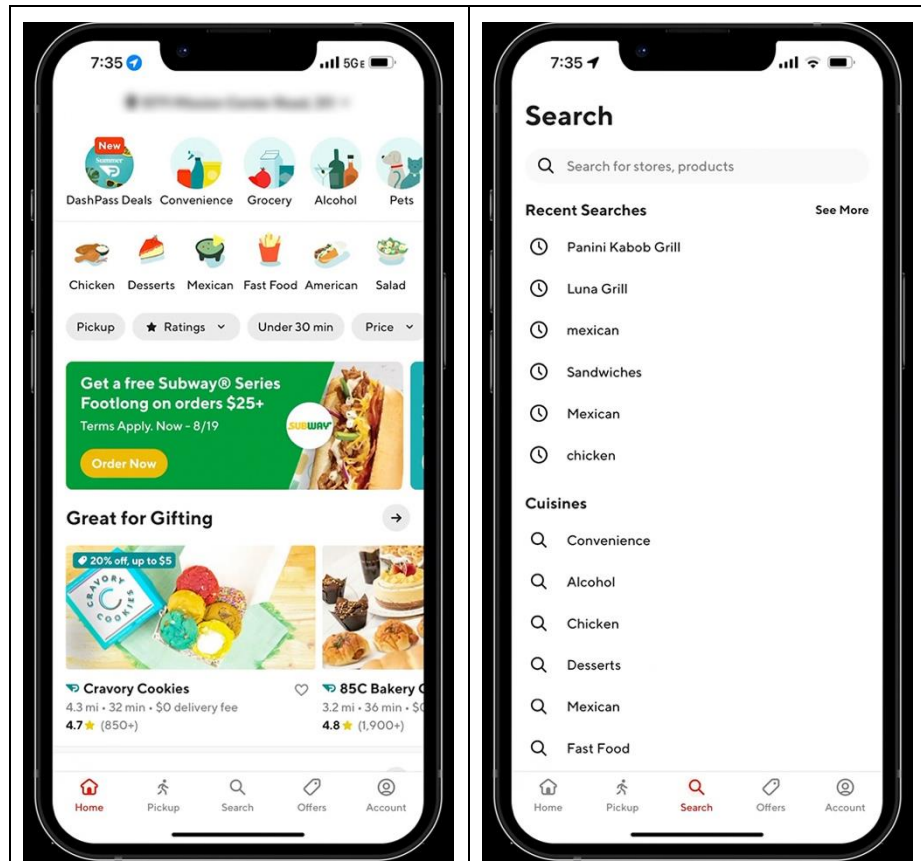 7:35
5GE
New
Summer
DashPass Deals Convenience Grocery Alcohol Pets
Chicken Desserts Mexican Fast Food American Salad
Pickup Ratings Under 30 min Price
Get a free Subway® Series
Footlong on orders $25+
Terms Apply. Now - 8/19
SUBWAY
Order Now
Great for Gifting
20% off, up to $5
CRAVORY
COOKIES
Cravory Cookies
4.3 mi • 32 min • $0 delivery fee
4.7 (850+)
85C Bakery
3.2 mi • 36 min •
4.8 (1,900+)
Home Pickup Search Offers Account
7:35
Search
Search for stores, products
Recent Searches See More
Panini Kabob Grill
Luna Grill
mexican
Sandwiches
Mexican
chicken
Cuisines
Convenience
Alcohol
Chicken
Desserts
Mexican
Fast Food
Home Pickup Search Offers Account